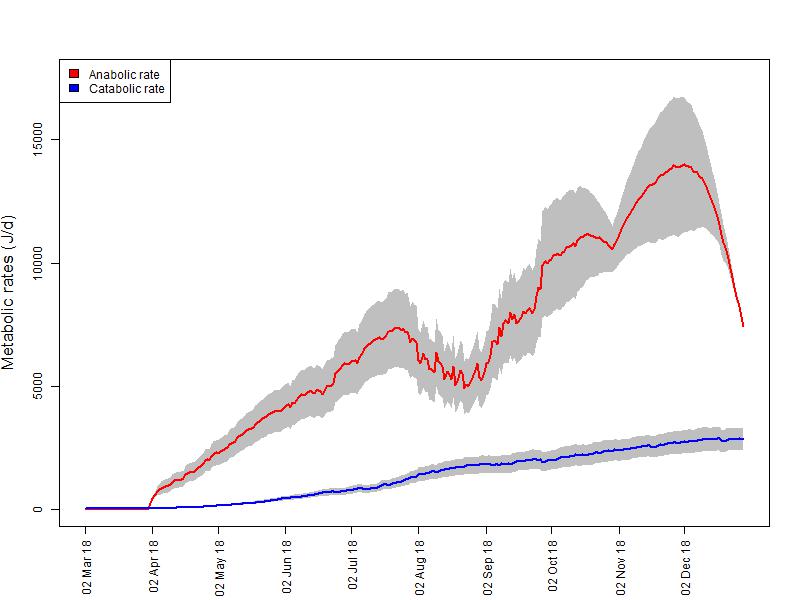 Anabolic rate
Catabolic rate
Metabolic rates (J/d)
15000
10000
5000
0
02 Mar 18
02 Apr 18
02 May 18
02 Jun 18
02 Jul 18
02 Aug 18
02 Sep 18
02 Oct 18
02 Nov 18
02 Dec 18